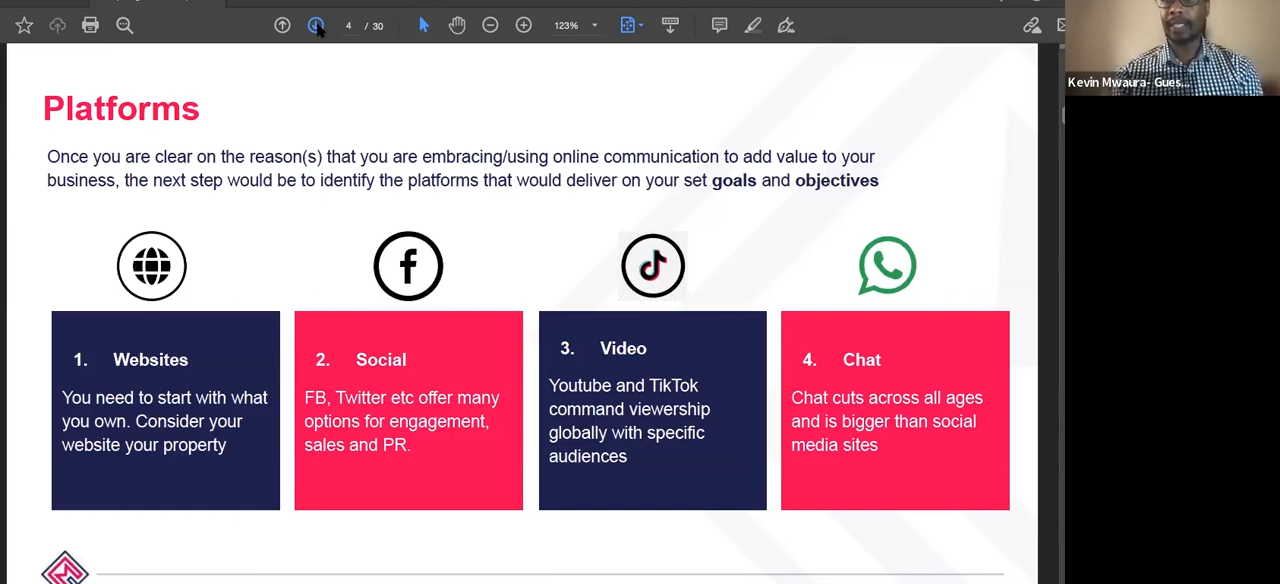 4 / 30
123%
Kevin Mwaura- Gues...
Platforms
Once you are clear on the reason(s) that you are embracing/using online communication to add value to your
business, the next step would be to identify the platforms that would deliver on your set goals and objectives
1. Websites
You need to start with what
you own. Consider your
website your property
2. Social
FB, Twitter etc offer many
options for engagement,
sales and PR.
3. Video
Youtube and TikTok
command viewership
globally with specific
audiences
4. Chat
Chat cuts across all ages
and is bigger than social
media sites